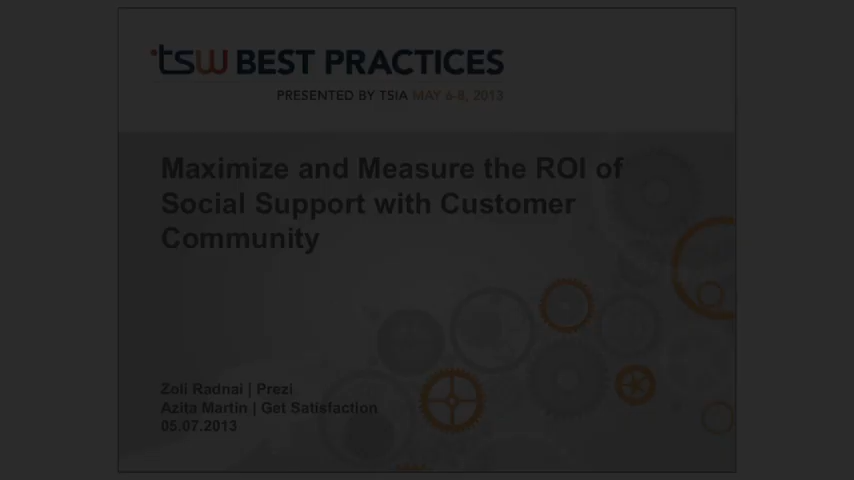 tsw BEST PRACTICES
PRESENTED BY TSIA MAY 6-8, 2013
Maximize and Measure the ROI of
Social Support with Customer
Community
Zoli Radnai | Prezi
Azita Martin | Get Satisfaction
05.07.2013